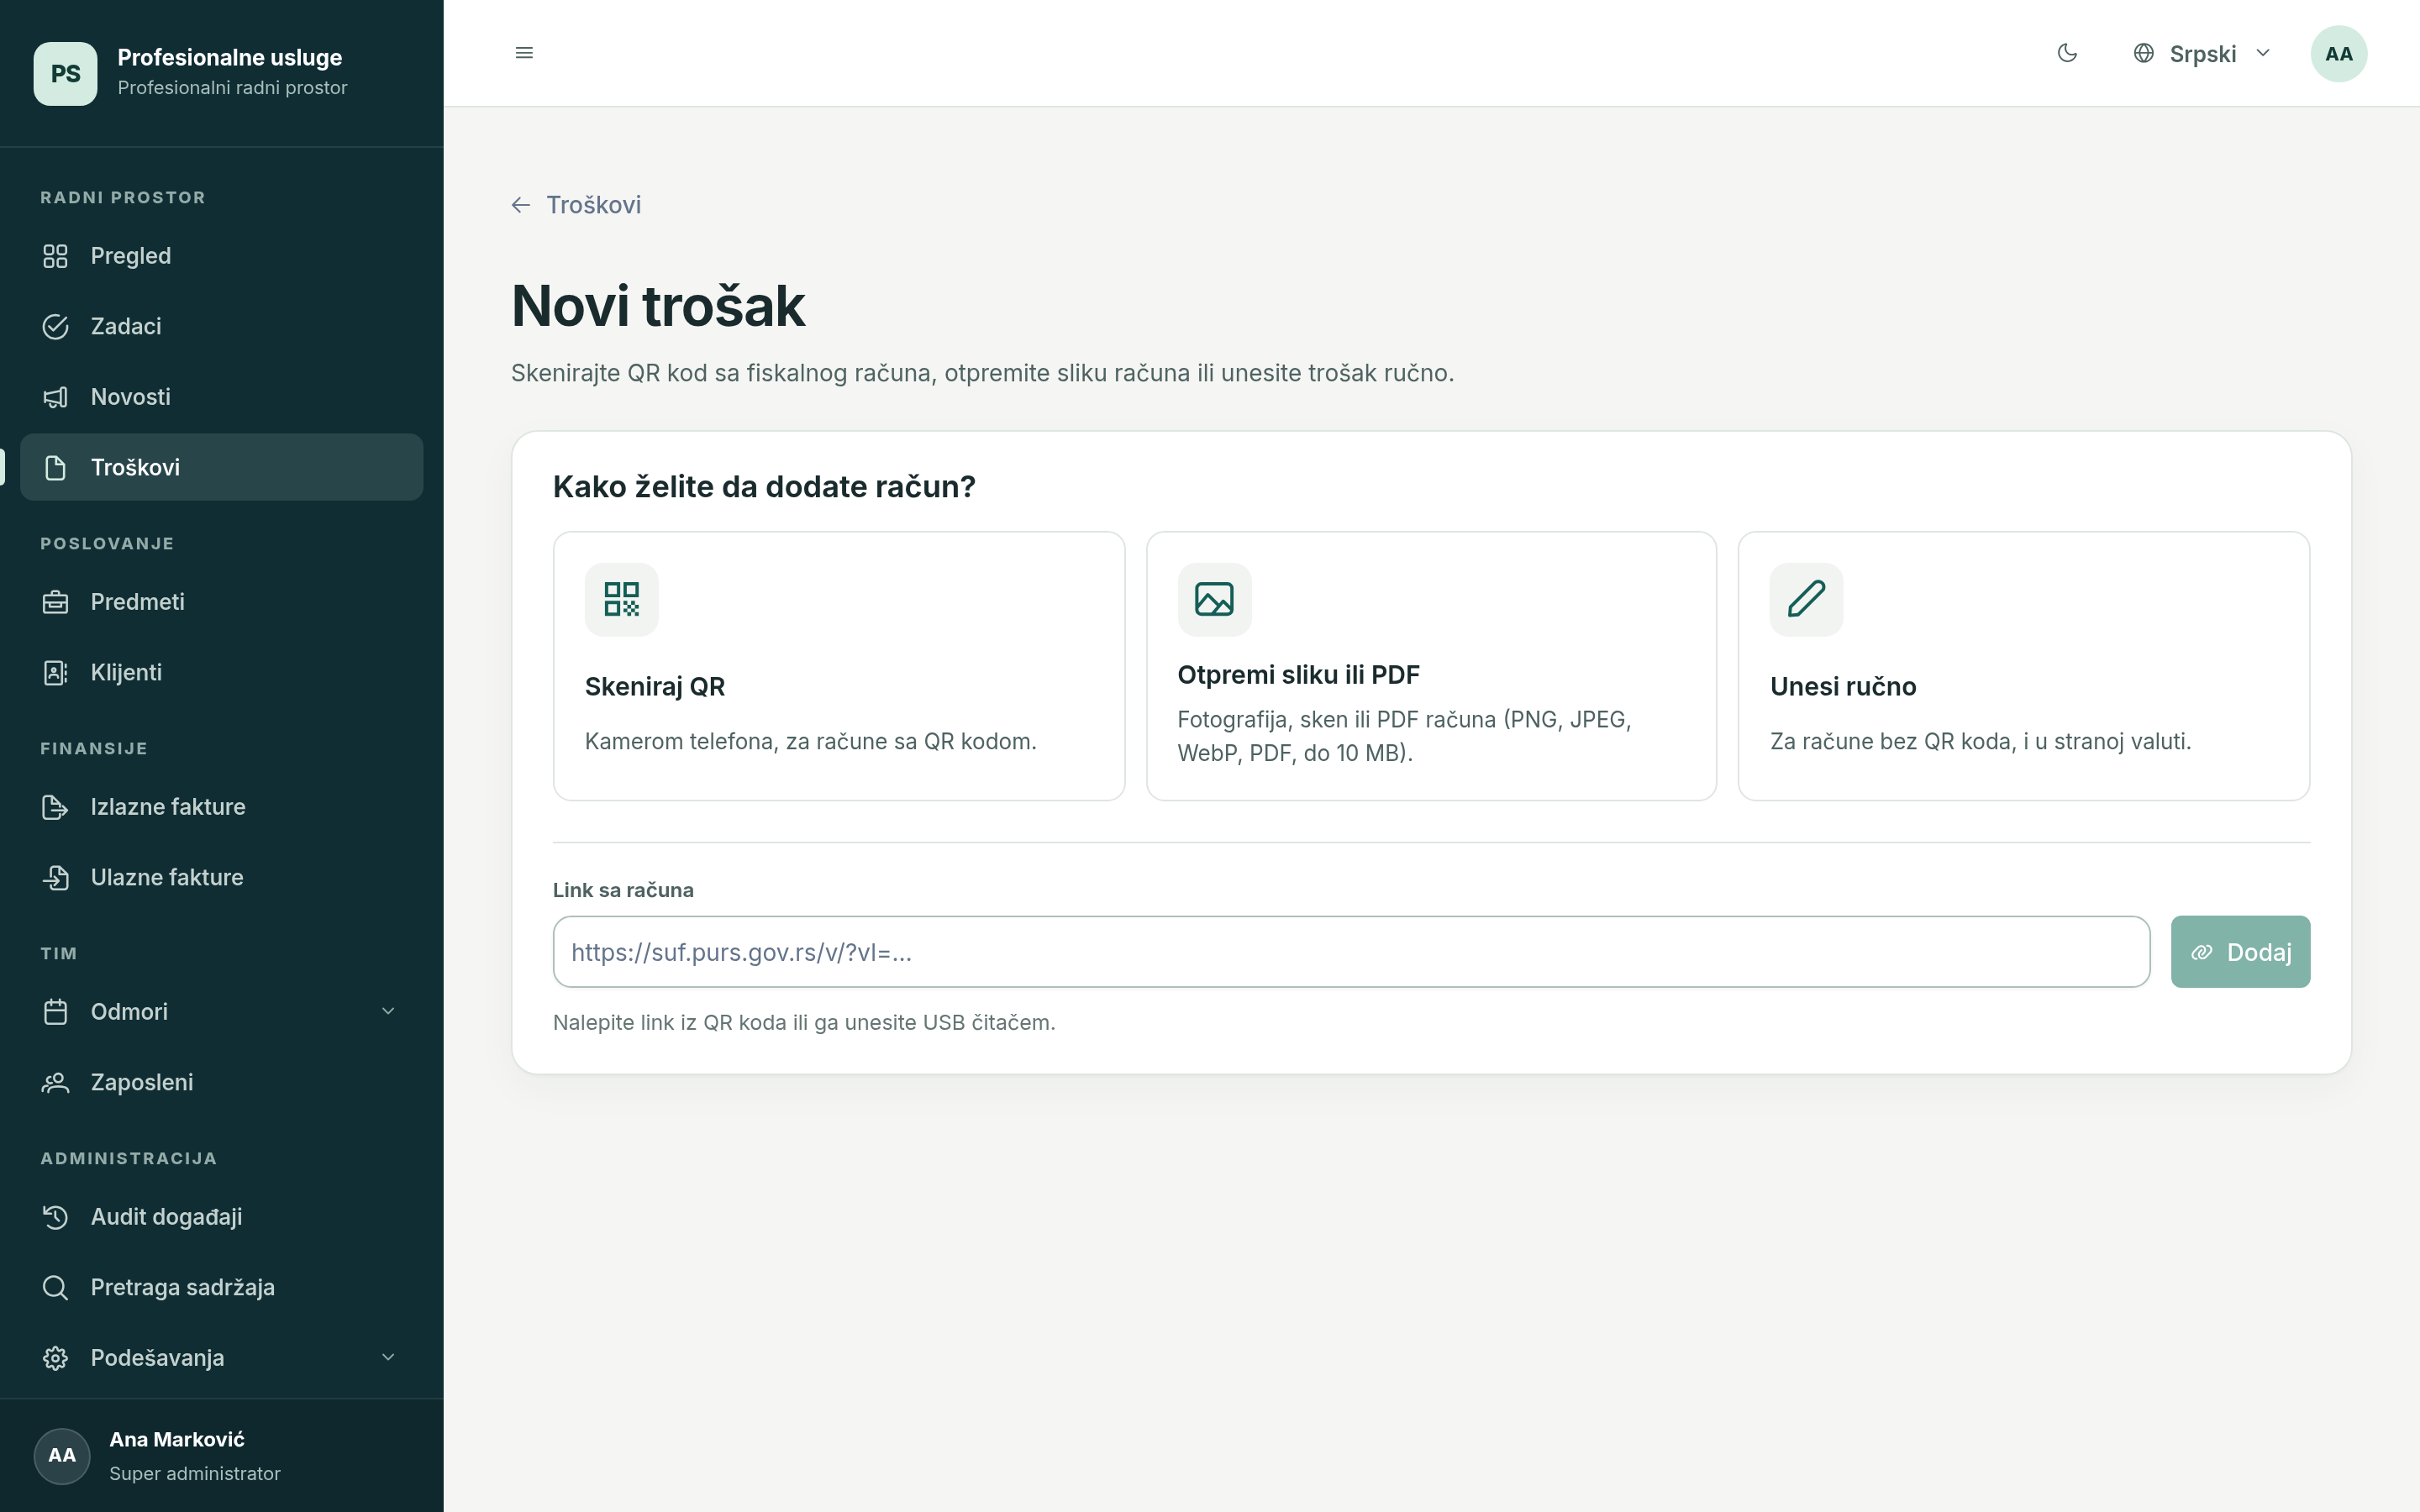 PS
Profesionalne usluge
Profesionalni radni prostor
RADNI PROSTOR
Pregled
Zadaci
Novosti
Troškovi
POSLOVANJE
Predmeti
Klijenti
FINANSIJE
Izlazne fakture
Ulazne fakture
TIM
Odmori
Zaposleni
ADMINISTRACIJA
Audit događaji
Pretraga sadržaja
Podešavanja
AA
Ana Marković
Super administrator
Srpski
AA
Troškovi
Novi trošak
Skenirajte QR kod sa fiskalnog računa, otpremite sliku računa ili unesite trošak ručno.
Kako želite da dodate račun?
Skeniraj QR
Kamerom telefona, za račune sa QR kodom.
Otpremi sliku ili PDF
Fotografija, sken ili PDF računa (PNG, JPEG,
WebP, PDF, do 10 MB).
Unesi ručno
Za račune bez QR koda, i u stranoj valuti.
Link sa računa
https://suf.purs.gov.rs/v/?vl=...
Dodaj
Nalepite link iz QR koda ili ga unesite USB čitačem.